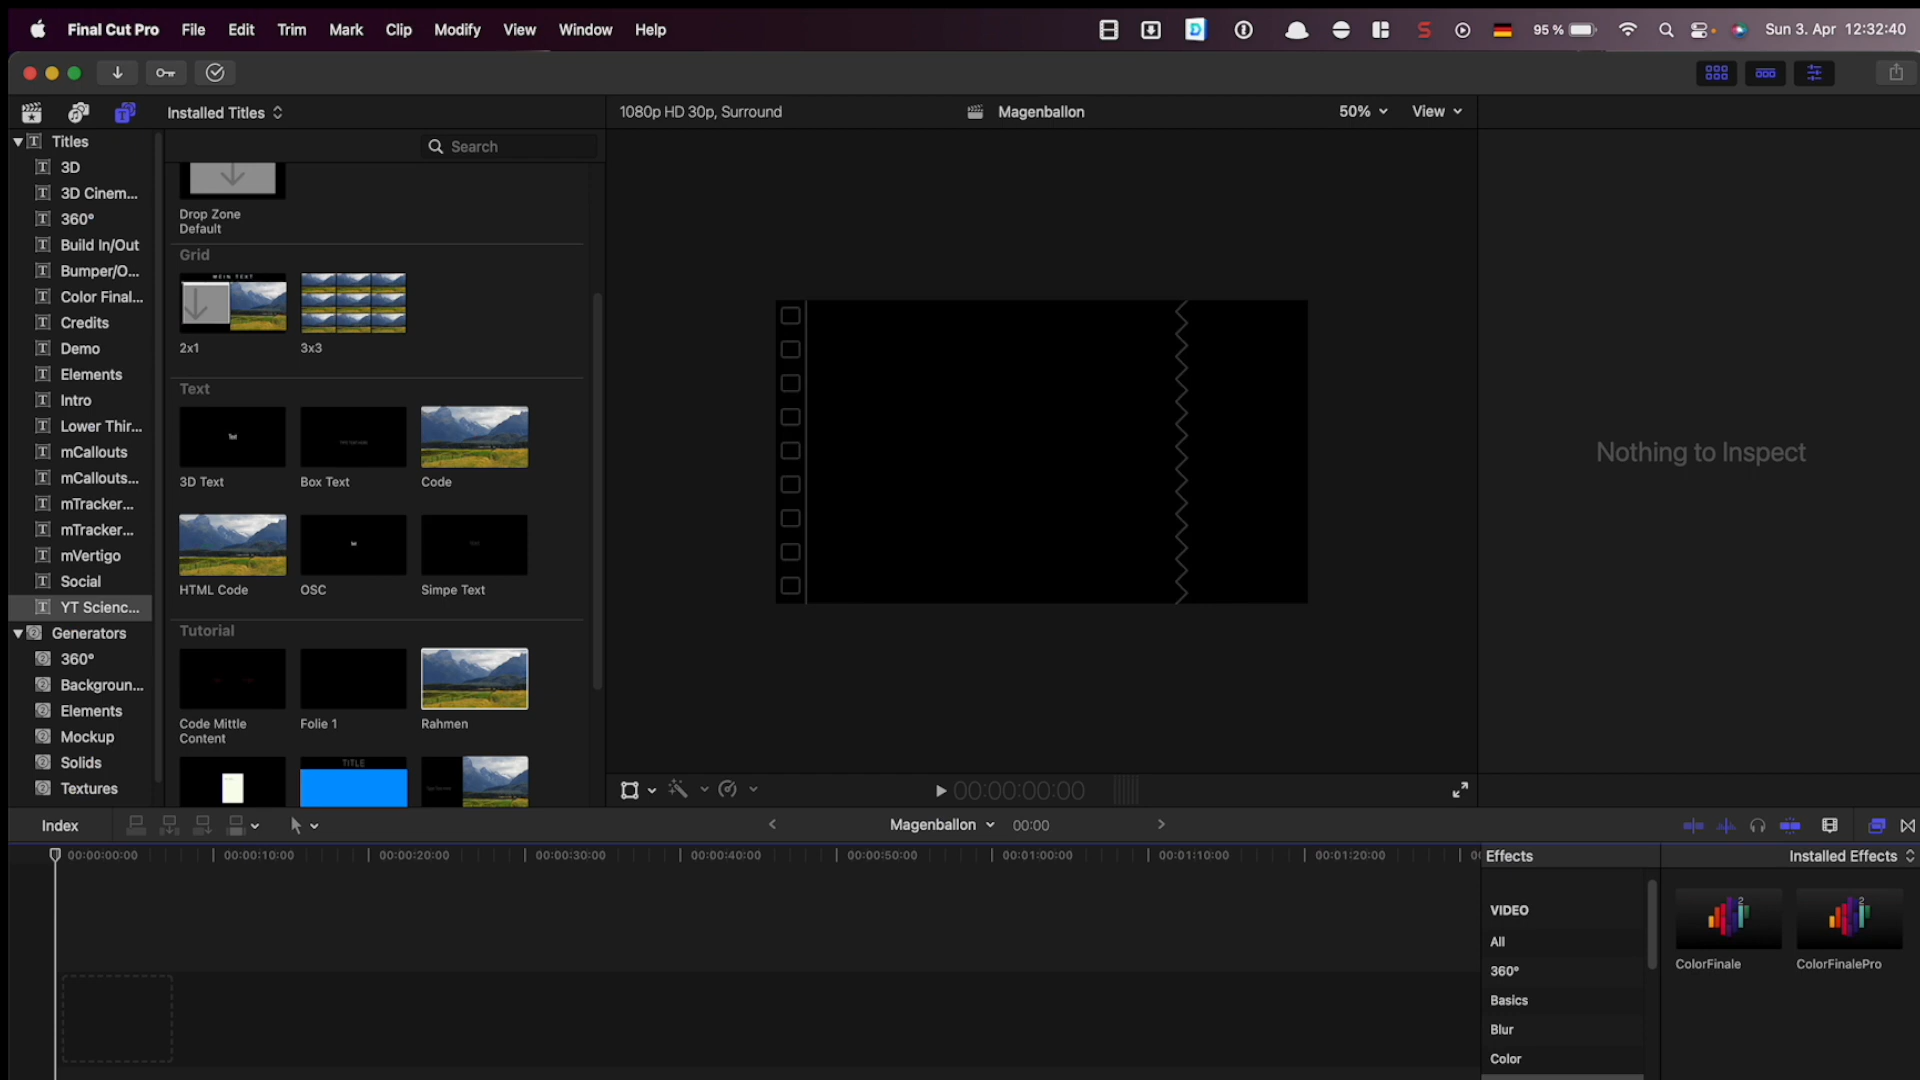 Final Cut Pro File Edit Trim Mark Clip Modify View Window Help 95 % Sun 3. Apr 12:32:40
Installed Titles
1080p HD 30p, Surround
Magenballon
50%
View
Search
Titles
3D
3D Cinem...
360°
Build In/Out
Bumper/O...
Color Final...
Credits
Demo
Elements
Intro
Lower Thir...
mCallouts
mCallouts...
mTracker...
mTracker...
mVertigo
Social
YT Scienc...
Generators
360°
Backgroun...
Elements
Mockup
Solids
Textures
Drop Zone
Default
Grid
MEIN TEXT
2x1
3x3
Text
Text
3D Text
Box Text
Code
HTML Code
OSC
Simpe Text
Tutorial
Code Mittle
Content
Folie 1
Rahmen
TITLE
Nothing to Inspect
00:00:00:00
Index
Magenballon
00:00
00:00:00:00
00:00:10:00
00:00:20:00
00:00:30:00
00:00:40:00
00:00:50:00
00:01:00:00
00:01:10:00
00:01:20:00
Effects
Installed Effects
VIDEO
All
360°
Basics
Blur
Color
2
2
ColorFinale
ColorFinalePro